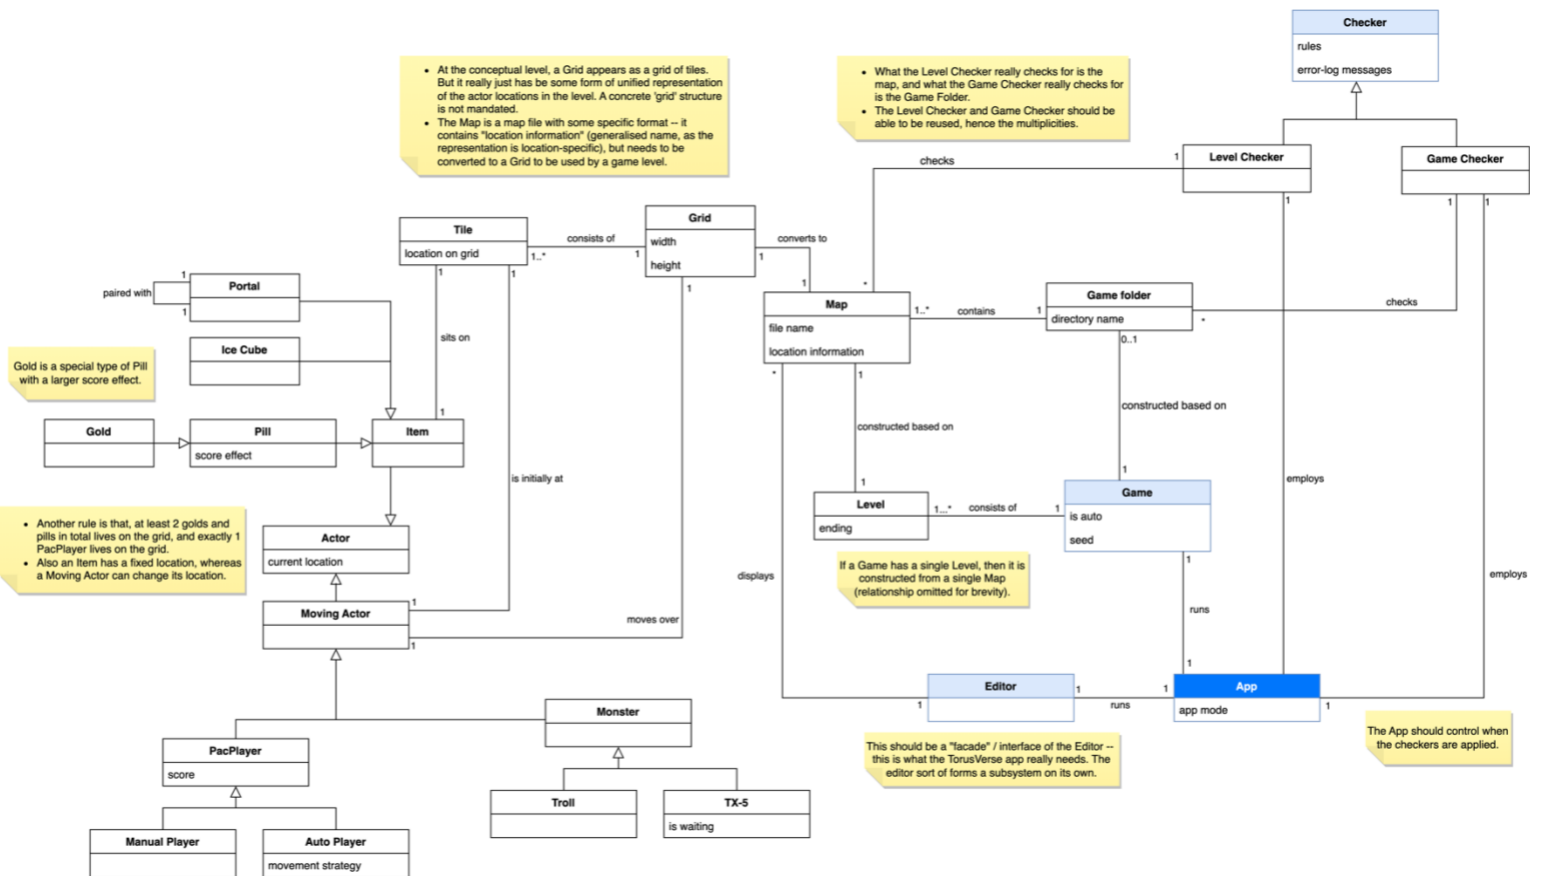 Checker
rules
error-log messages
• At the conceptual level, a Grid appears as a grid of tiles.
But it really just has be some form of unified representation
of the actor locations in the level. A concrete 'grid' structure
is not mandated.
• The Map is a map file with some specific format -- it
contains "location information" (generalised name, as the
representation is location-specific), but needs to be
converted to a Grid to be used by a game level.
• What the Level Checker really checks for is the
map, and what the Game Checker really checks for
is the Game Folder.
• The Level Checker and Game Checker should be
able to be reused, hence the multiplicities.
checks
1
Level Checker
1
Game Checker
1
1
Tile
location on grid
1
1
1..*
consists of
1
Grid
width
height
1
1
converts to
1
*
Map
file name
location information
*
1
1..*
contains
1
Game folder
directory name
0..1
*
checks
paired with
1
1
Portal
Ice Cube
sits on
1
Gold is a special type of Pill
with a larger score effect.
Gold
Pill
score effect
Item
is initially at
constructed based on
1
constructed based on
1
employs
Level
ending
1...*
consists of
1
Game
is auto
seed
1
• Another rule is that, at least 2 golds and
pills in total lives on the grid, and exactly 1
PacPlayer lives on the grid.
• Also an Item has a fixed location, whereas
a Moving Actor can change its location.
Actor
current location
Moving Actor
1
1
moves over
displays
If a Game has a single Level, then it is
constructed from a single Map
(relationship omitted for brevity).
employs
runs
1
Editor
1
1
runs
1
App
app mode
1
The App should control when
the checkers are applied.
This should be a "facade" / interface of the Editor --
this is what the TorusVerse app really needs. The
editor sort of forms a subsystem on its own.
Monster
PacPlayer
score
Troll
TX-5
is waiting
Manual Player
Auto Player
movement strategy